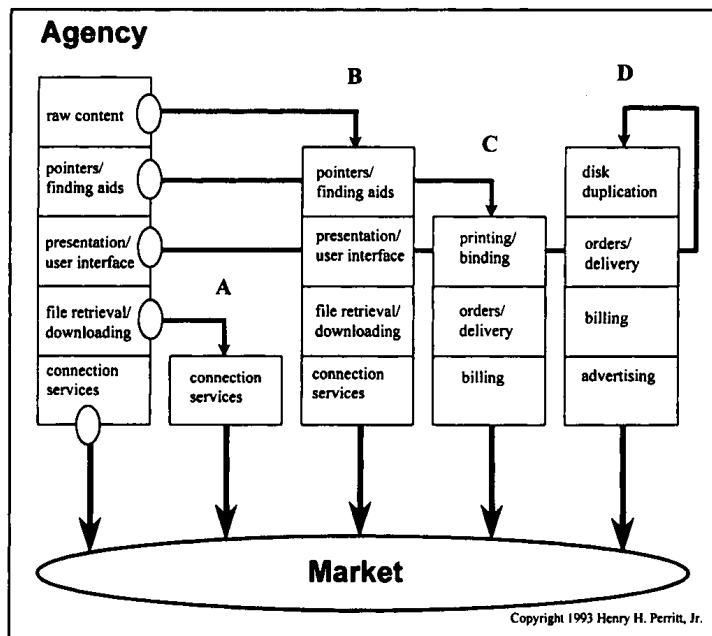 Agency
B
D
raw content
C
pointers/
finding aids
pointers/
finding aids
disk
duplication
presentation/
user interface
presentation/
user interface
printing/
binding
orders/
delivery
A
file retrieval/
downloading
file retrieval/
downloading
orders/
delivery
billing
connection
services
connection
services
connection
services
billing
advertising
Market
Copyright 1993 Henry H. Perritt, Jr.